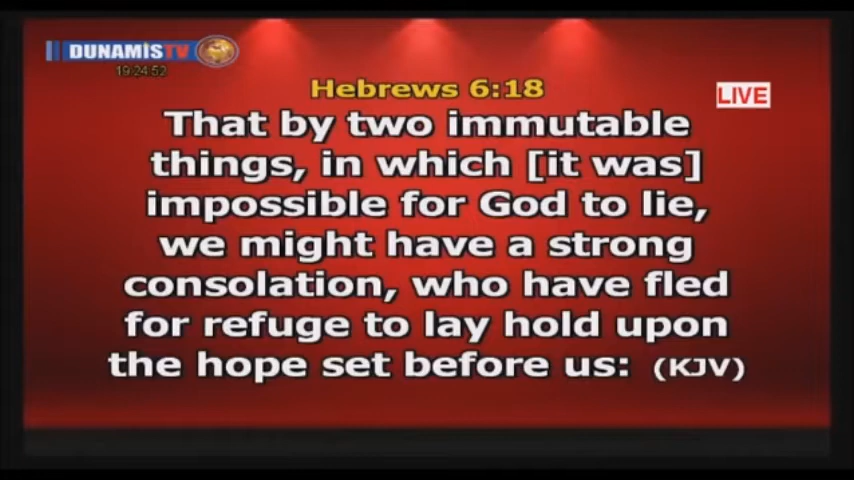 DUNAMIS TV
19:24:52
Hebrews 6:18
LIVE
That by two immutable
things, in which [it was]
impossible for God to lie,
we might have a strong
consolation, who have fled
for refuge to lay hold upon
the hope set before us: (KJV)